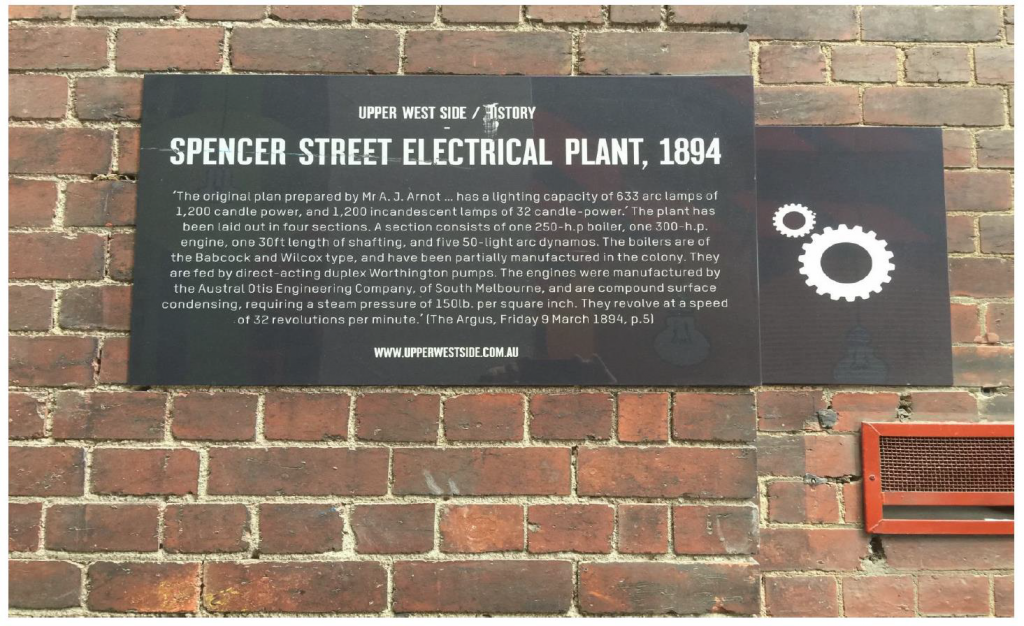 UPPER WEST SIDE / HISTORY
SPENCER STREET ELECTRICAL PLANT, 1894
'The original plan prepared by Mr A. J. Arnot ... has a lighting capacity of 633 arc lamps of
1,200 candle power, and 1,200 incandescent lamps of 32 candle-power.' The plant has
been laid out in four sections. A section consists of one 250-h.p boiler, one 300-h.p.
engine, one 30ft length of shafting, and five 50-light arc dynamos. The boilers are of
the Babcock and Wilcox type, and have been partially manufactured in the colony. They
are fed by direct-acting duplex Worthington pumps. The engines were manufactured by
the Austral Otis Engineering Company, of South Melbourne, and are compound surface
condensing, requiring a steam pressure of 150lb. per square inch. They revolve at a speed
of 32 revolutions per minute.' (The Argus, Friday 9 March 1894, p.5)
WWW.UPPERWESTSIDE.COM.AU